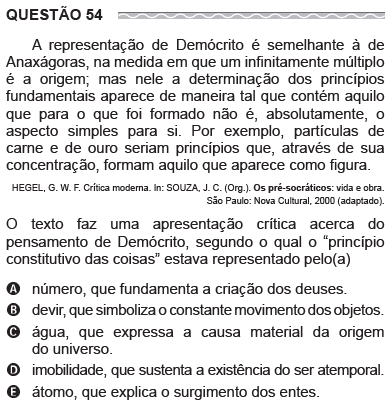 QUESTÃO 54
A representação de Demócrito é semelhante à de
Anaxágoras, na medida em que um infinitamente múltiplo
é a origem; mas nele a determinação dos princípios
fundamentais aparece de maneira tal que contém aquilo
que para o que foi formado não é, absolutamente, o
aspecto simples para si. Por exemplo, partículas de
carne e de ouro seriam princípios que, através de sua
concentração, formam aquilo que aparece como figura.
HEGEL, G. W. F. Crítica moderna. In: SOUZA, J. C. (Org.). Os pré-socráticos: vida e obra.
São Paulo: Nova Cultural, 2000 (adaptado).
O texto faz uma apresentação crítica acerca do
pensamento de Demócrito, segundo o qual o “princípio
constitutivo das coisas” estava representado pelo(a)
A número, que fundamenta a criação dos deuses.
B devir, que simboliza o constante movimento dos objetos.
C água, que expressa a causa material da origem
do universo.
D imobilidade, que sustenta a existência do ser atemporal.
E átomo, que explica o surgimento dos entes.